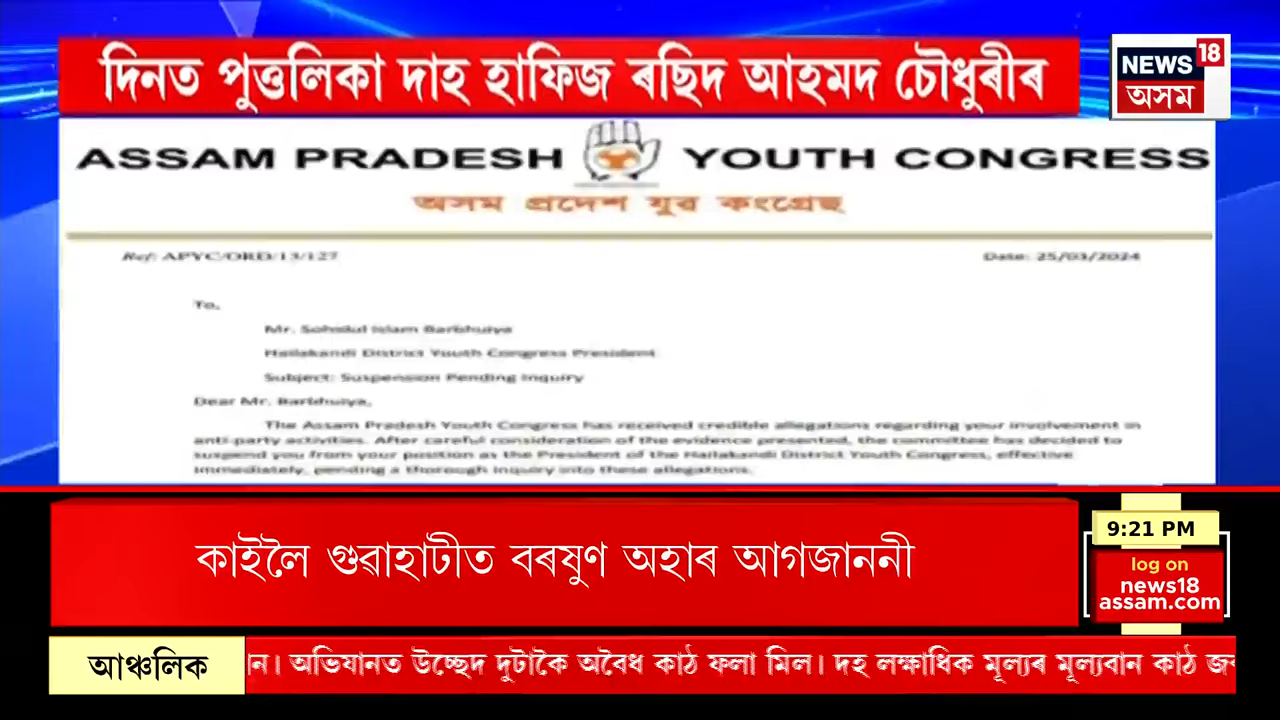 দিনত পুত্তলিকা দাহ হাফিজ ৰছিদ আহমদ চৌধুৰীৰ
NEWS 18
অসম
ASSAM PRADESH YOUTH CONGRESS
অসম প্ৰদেশ যুৱ কংগ্ৰেছ
Ref: APYC/ORD/13/127
Date: 25/03/2024
To,
Mr. Sohidul Islam Barbhuiya
Hailakandi District Youth Congress President
Subject: Suspension Pending Inquiry
Dear Mr. Barbhuiya,
The Assam Pradesh Youth Congress has received credible allegations regarding your involvement in
anti-party activities. After careful consideration of the evidence presented, the committee has decided to
suspend you from your position as the President of the Hailakandi District Youth Congress, effective
immediately, pending a thorough inquiry into these allegations.
কাইলৈ গুৱাহাটীত বৰষুণ অহাৰ আগজাননী
9:21 PM
log on
news18
assam.com
আঞ্চলিক
ন। অভিযানত উচ্ছেদ দুটাকৈ অবৈধ কাঠ ফলা মিল। দহ লক্ষাধিক মূল্যৰ মূল্যবান কাঠ জব